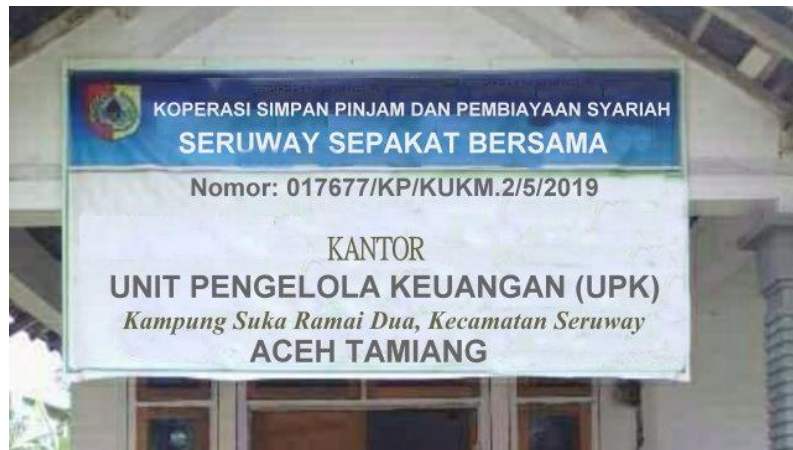 KOPERASI SIMPAN PINJAM DAN PEMBIAYAAN SYARIAH
SERUWAY SEPAKAT BERSAMA
Nomor: 017677/KP/KUKM.2/5/2019
KANTOR
UNIT PENGELOLA KEUANGAN (UPK)
Kampung Suka Ramai Dua, Kecamatan Seruway
ACEH TAMIANG